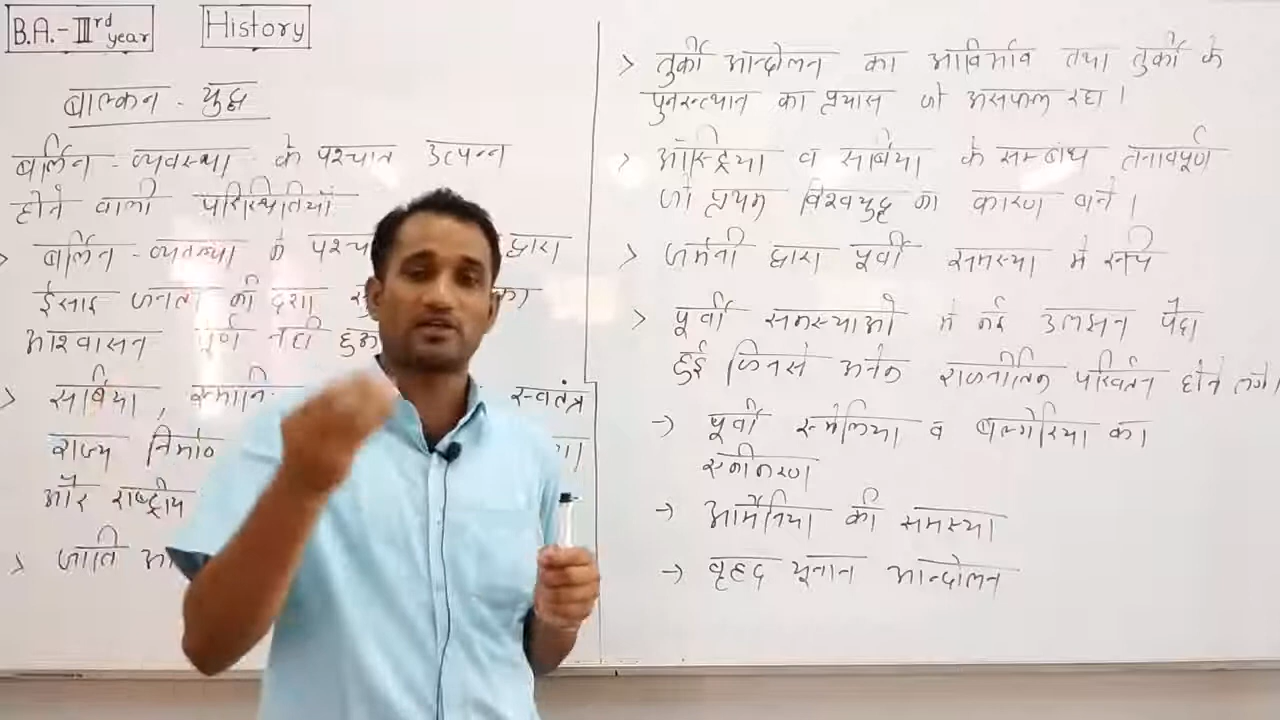 B.A.-IIIrd year
History
बाल्कन - युद्ध
बर्लिन - व्यवस्था के पश्चात उत्पन्न
होने वाली परिस्थितियाँ
> बर्लिन - व्यवस्था के द्वारा
ईसाई जनता की दशा
आश्वासन पूर्ण नही
> सर्बिया, स्वतंत्र
राज्य
और राष्ट्रीय
> जाति
> तुर्की आन्दोलन का आविर्भाव तथा तुर्की के
पुनरुत्थान का प्रयास जो असफल रहा।
> ऑस्ट्रिया व सर्बिया के सम्बंध तनावपूर्ण
जो प्रथम विश्वयुद्ध का कारण बने।
> जर्मनी द्वारा पूर्वी समस्या मे रूचि
> पूर्वी समस्याओ मे नई उलझन पैदा
हुई जिनसे अनेक राजनीतिक परिवर्तन होने लगे।
→ पूर्वी रूमेलिया व बल्गेरिया का
एकीकरण
→ आर्मेनिया की समस्या
→ वृहद यूनान आन्दोलन